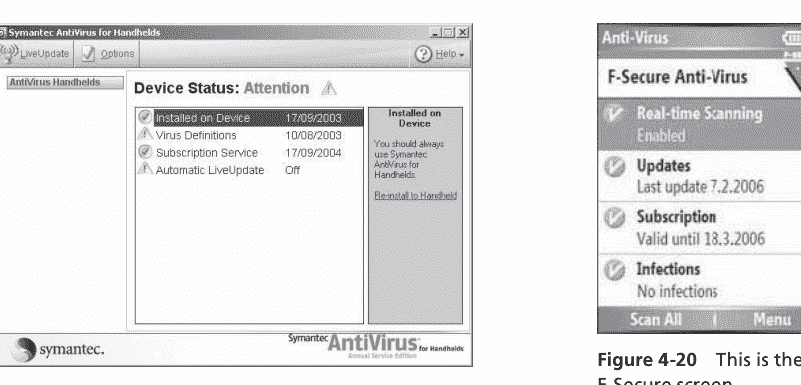 Symantec AntiVirus for Handhelds
LiveUpdate Options Help
AntiVirus Handhelds
Device Status: Attention
Installed on Device 17/09/2003
Virus Definitions 10/08/2003
Subscription Service 17/09/2004
Automatic LiveUpdate Off
Installed on
Device
You should always
use Symantec
AntiVirus for
Handhelds.
Re-install to Handheld
symantec.
Symantec AntiVirus for Handhelds
Annual Service Edition
Anti-Virus
F-Secure Anti-Virus
Real-time Scanning
Enabled
Updates
Last update 7.2.2006
Subscription
Valid until 18.3.2006
Infections
No infections
Scan All Menu
Figure 4-20 This is the
F-Secure screen